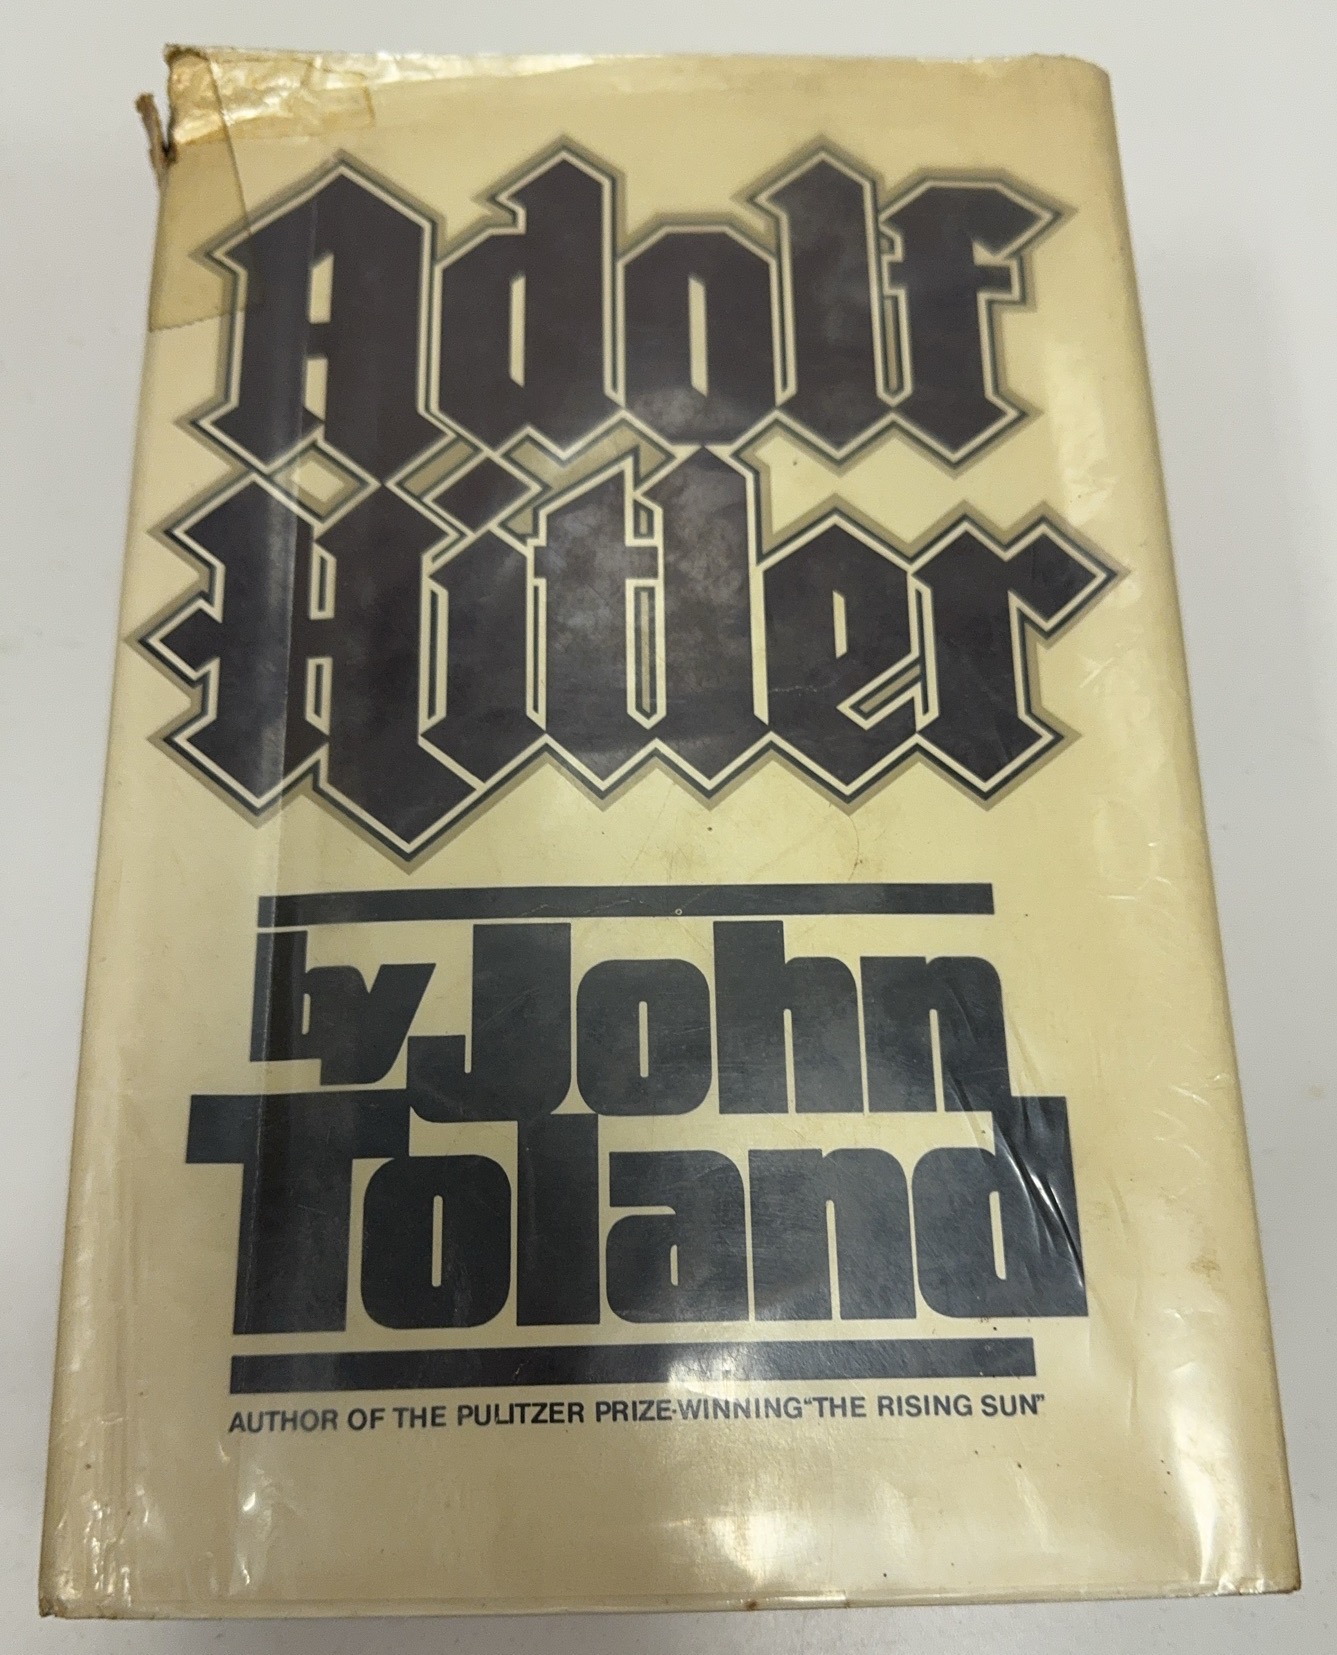 Adolf
Hitler
by John
Toland
AUTHOR OF THE PULITZER PRIZE-WINNING "THE RISING SUN"